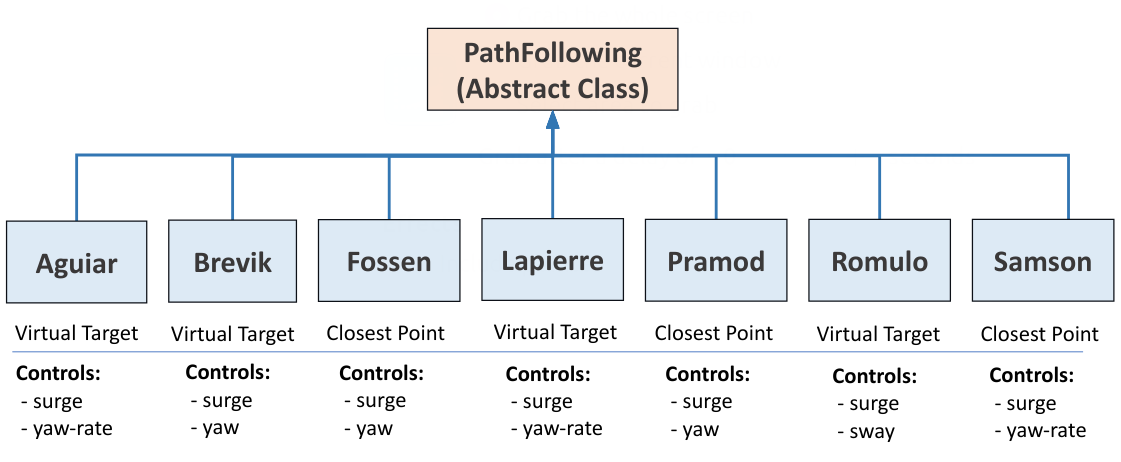 PathFollowing
(Abstract Class)
Aguiar
Brevik
Fossen
Lapierre
Pramod
Romulo
Samson
Virtual Target
Virtual Target
Closest Point
Virtual Target
Closest Point
Virtual Target
Closest Point
Controls:
- surge
- yaw-rate
Controls:
- surge
- yaw
Controls:
- surge
- yaw
Controls:
- surge
- yaw-rate
Controls:
- surge
- yaw
Controls:
- surge
- sway
Controls:
- surge
- yaw-rate